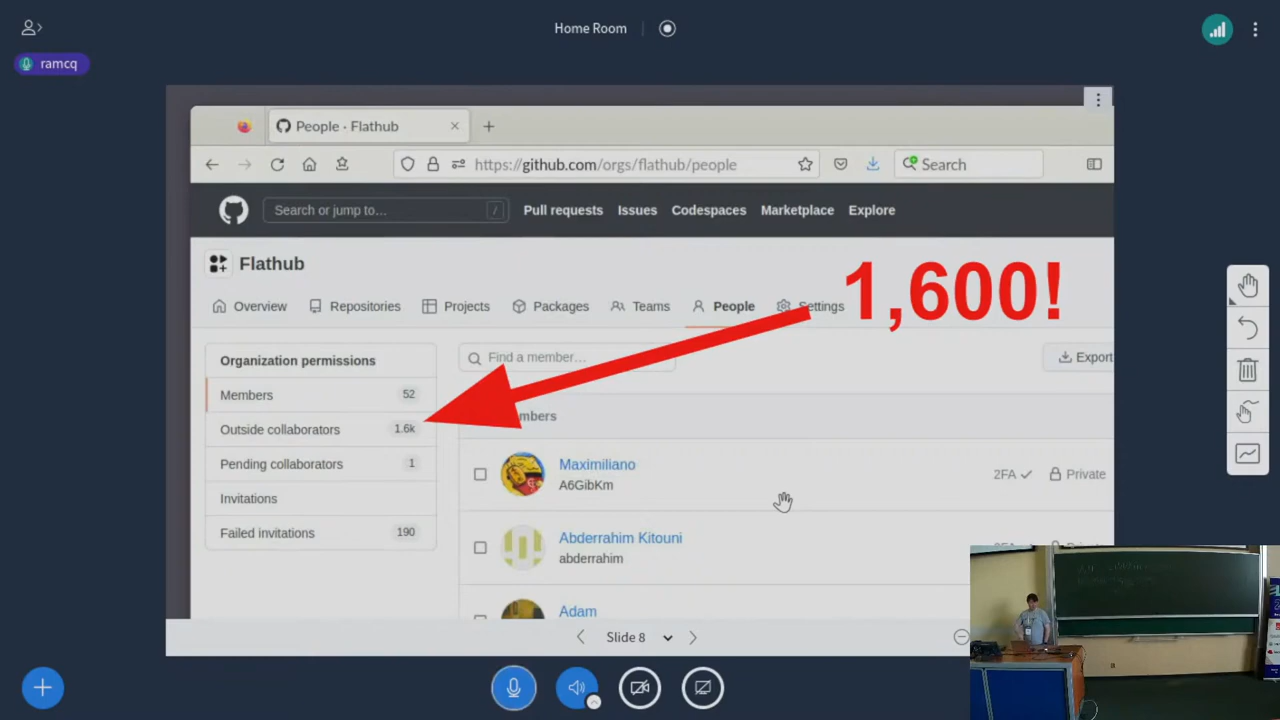 Home Room
ramcq
People · Flathub
https://github.com/orgs/flathub/people
Search
Search or jump to…
/
Pull requests
Issues
Codespaces
Marketplace
Explore
Flathub
1,600!
Overview
Repositories
Projects
Packages
Teams
People
Settings
Organization permissions
Members 52
Outside collaborators 1.6k
Pending collaborators 1
Invitations
Failed invitations 190
Find a member…
Export
Maximiliano
A6GibKm
2FA
Private
Abderrahim Kitouni
abderrahim
Adam
Slide 8